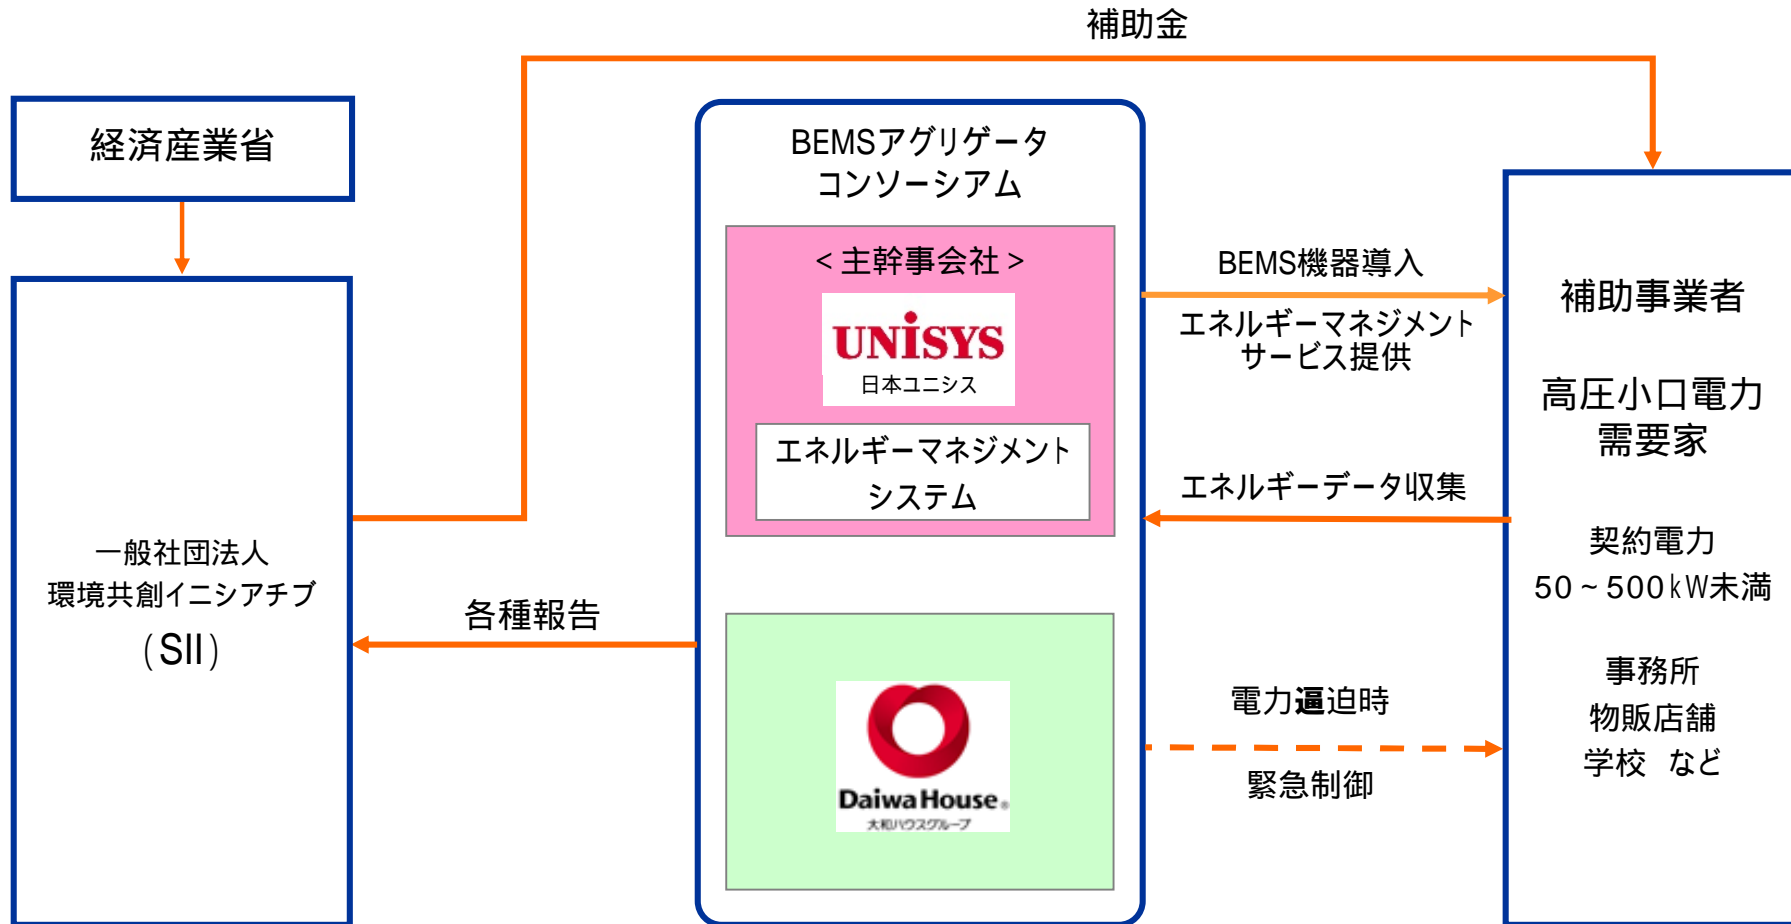 補助金
経済産業省
一般社団法人
環境共創イニシアチブ
(SII)
各種報告
BEMSアグリゲータ
コンソーシアム
<主幹事会社>
UNISYS
日本ユニシス
エネルギーマネジメント
システム
Daiwa House®
大和ハウスグループ
BEMS機器導入
エネルギーマネジメント
サービス提供
エネルギーデータ収集
電力逼迫時
緊急制御
補助事業者
高圧小口電力
需要家
契約電力
50~500kW未満
事務所
物販店舗
学校 など